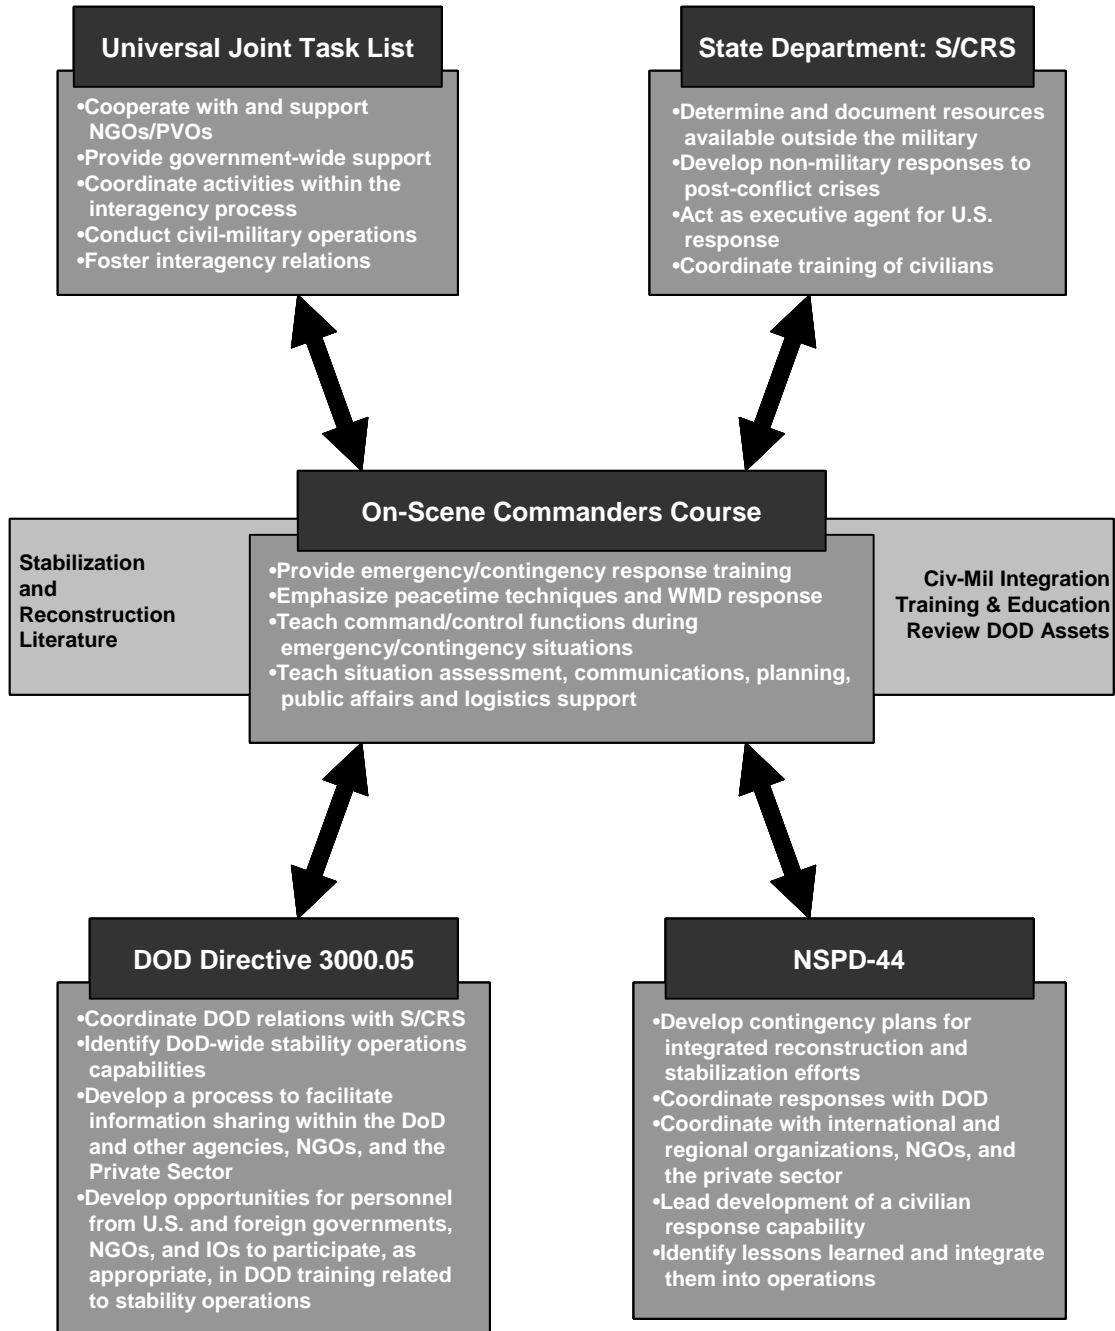 Universal Joint Task List
•Cooperate with and support
NGOs/PVOs
•Provide government-wide support
•Coordinate activities within the
interagency process
•Conduct civil-military operations
•Foster interagency relations
State Department: S/CRS
•Determine and document resources
available outside the military
•Develop non-military responses to
post-conflict crises
•Act as executive agent for U.S.
response
•Coordinate training of civilians
On-Scene Commanders Course
Stabilization
and
Reconstruction
Literature
•Provide emergency/contingency response training
•Emphasize peacetime techniques and WMD response
•Teach command/control functions during
emergency/contingency situations
•Teach situation assessment, communications, planning,
public affairs and logistics support
Civ-Mil Integration
Training & Education
Review DOD Assets
DOD Directive 3000.05
•Coordinate DOD relations with S/CRS
•Identify DoD-wide stability operations
capabilities
•Develop a process to facilitate
information sharing within the DoD
and other agencies, NGOs, and the
Private Sector
•Develop opportunities for personnel
from U.S. and foreign governments,
NGOs, and IOs to participate, as
appropriate, in DOD training related
to stability operations
NSPD-44
•Develop contingency plans for
integrated reconstruction and
stabilization efforts
•Coordinate responses with DOD
•Coordinate with international and
regional organizations, NGOs, and
the private sector
•Lead development of a civilian
response capability
•Identify lessons learned and integrate
them into operations